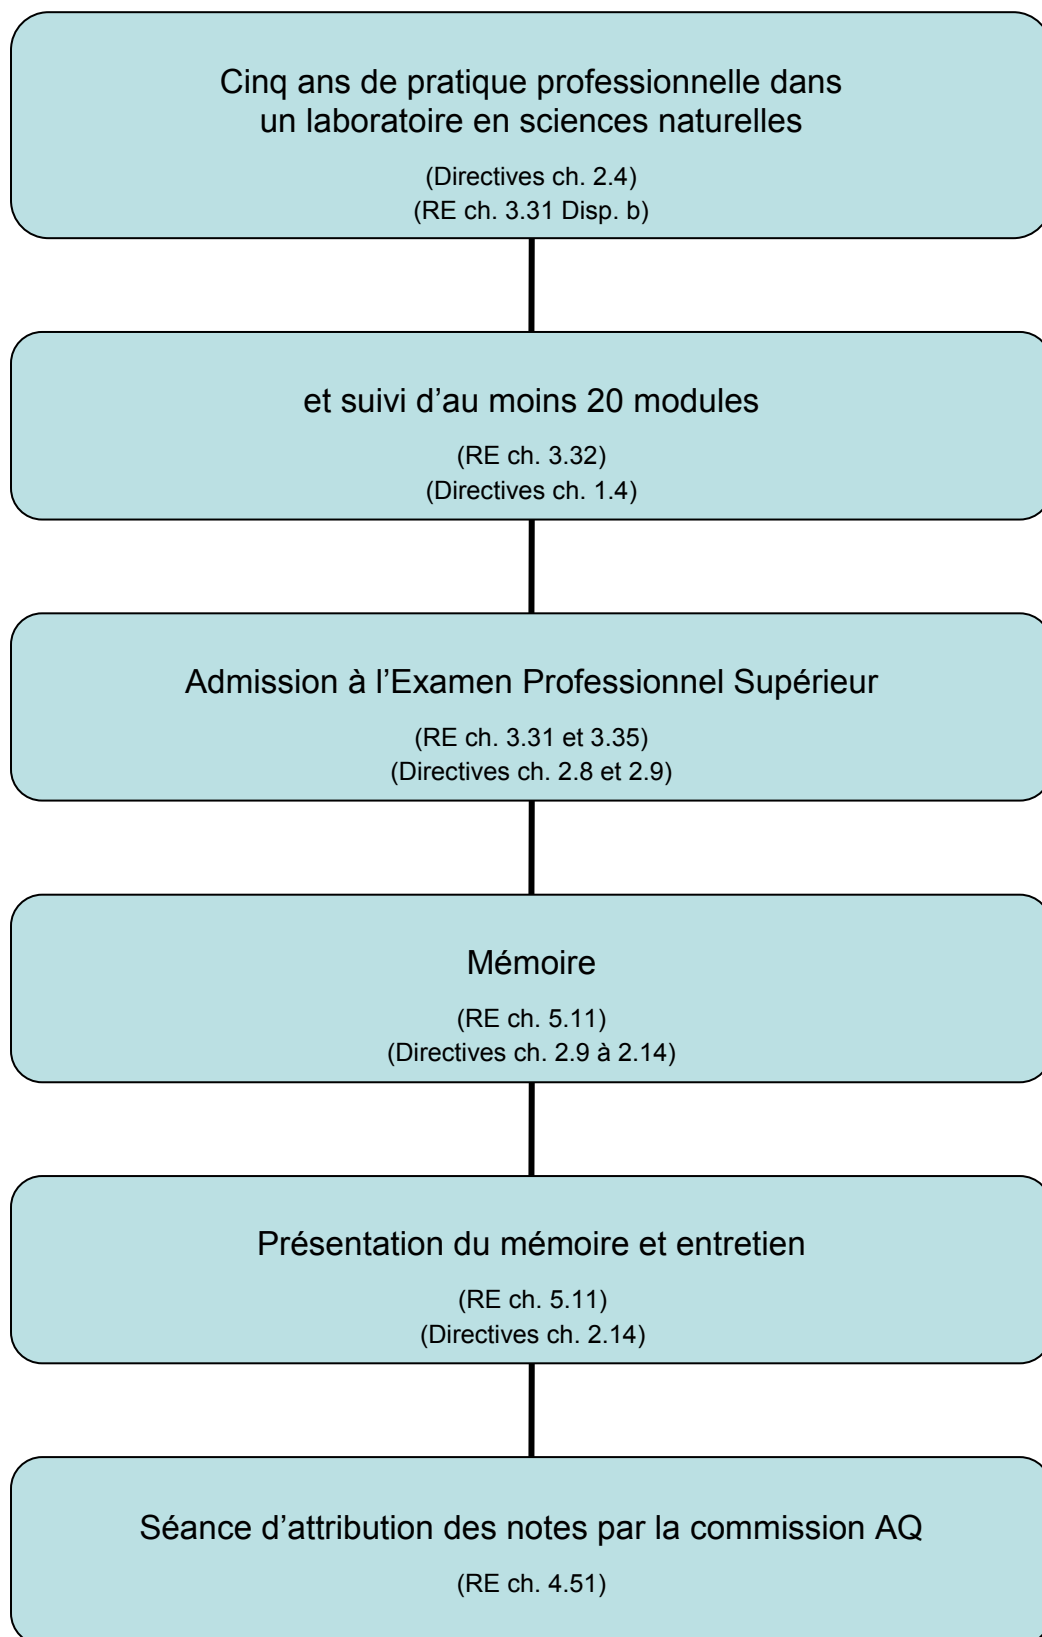 Cinq ans de pratique professionnelle dans
un laboratoire en sciences naturelles
(Directives ch. 2.4)
(RE ch. 3.31 Disp. b)
et suivi d’au moins 20 modules
(RE ch. 3.32)
(Directives ch. 1.4)
Admission à l’Examen Professionnel Supérieur
(RE ch. 3.31 et 3.35)
(Directives ch. 2.8 et 2.9)
Mémoire
(RE ch. 5.11)
(Directives ch. 2.9 à 2.14)
Présentation du mémoire et entretien
(RE ch. 5.11)
(Directives ch. 2.14)
Séance d’attribution des notes par la commission AQ
(RE ch. 4.51)